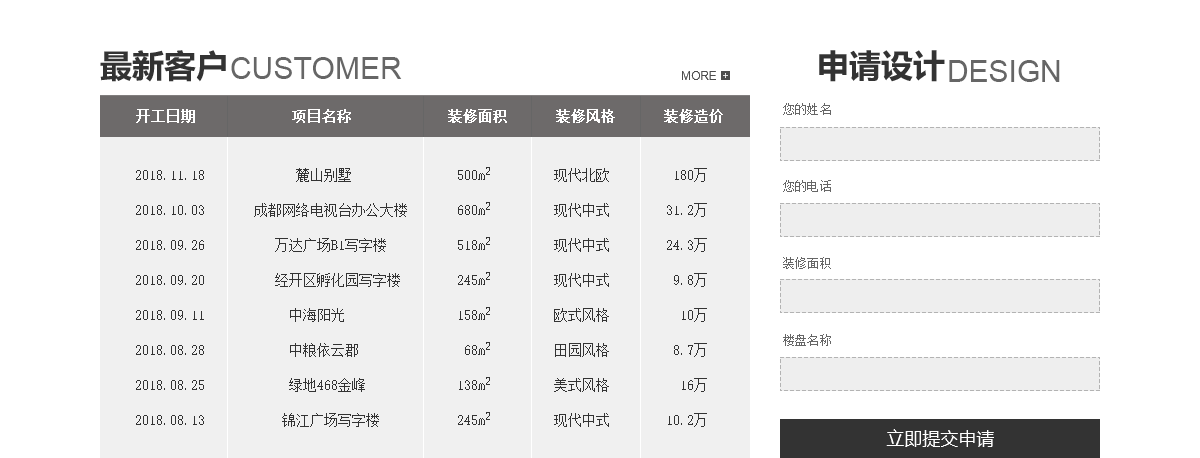 最新客户CUSTOMER
MORE
开工日期 项目名称 装修面积 装修风格 装修造价
2018.11.18 麓山别墅 500㎡ 现代北欧 180万
2018.10.03 成都网络电视台办公大楼 680㎡ 现代中式 31.2万
2018.09.26 万达广场B1写字楼 518㎡ 现代中式 24.3万
2018.09.20 经开区孵化园写字楼 245㎡ 现代中式 9.8万
2018.09.11 中海阳光 158㎡ 欧式风格 10万
2018.08.28 中粮依云郡 68㎡ 田园风格 8.7万
2018.08.25 绿地468金峰 138㎡ 美式风格 16万
2018.08.13 锦江广场写字楼 245㎡ 现代中式 10.2万
申请设计DESIGN
您的姓名
您的电话
装修面积
楼盘名称
立即提交申请